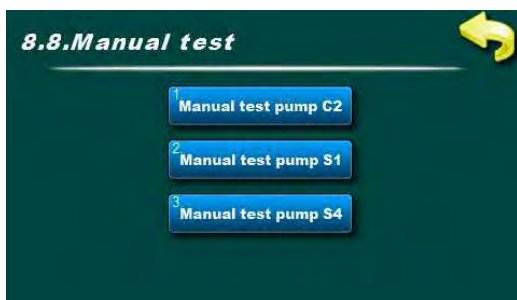 8.8.Manual test
1
Manual test pump C2
2
Manual test pump S1
3
Manual test pump S4